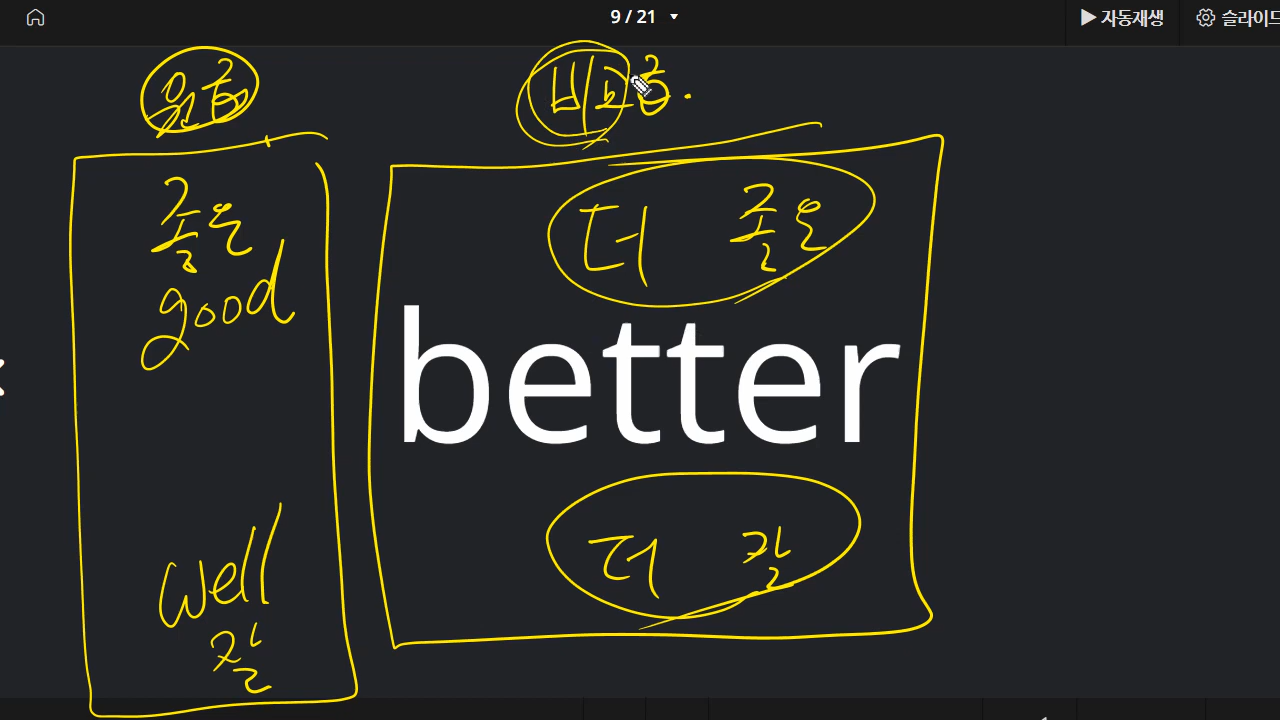 9 / 21
자동재생
슬라이드
원형
비교급.
좋은
good
더 좋은
better
더 잘
well
잘